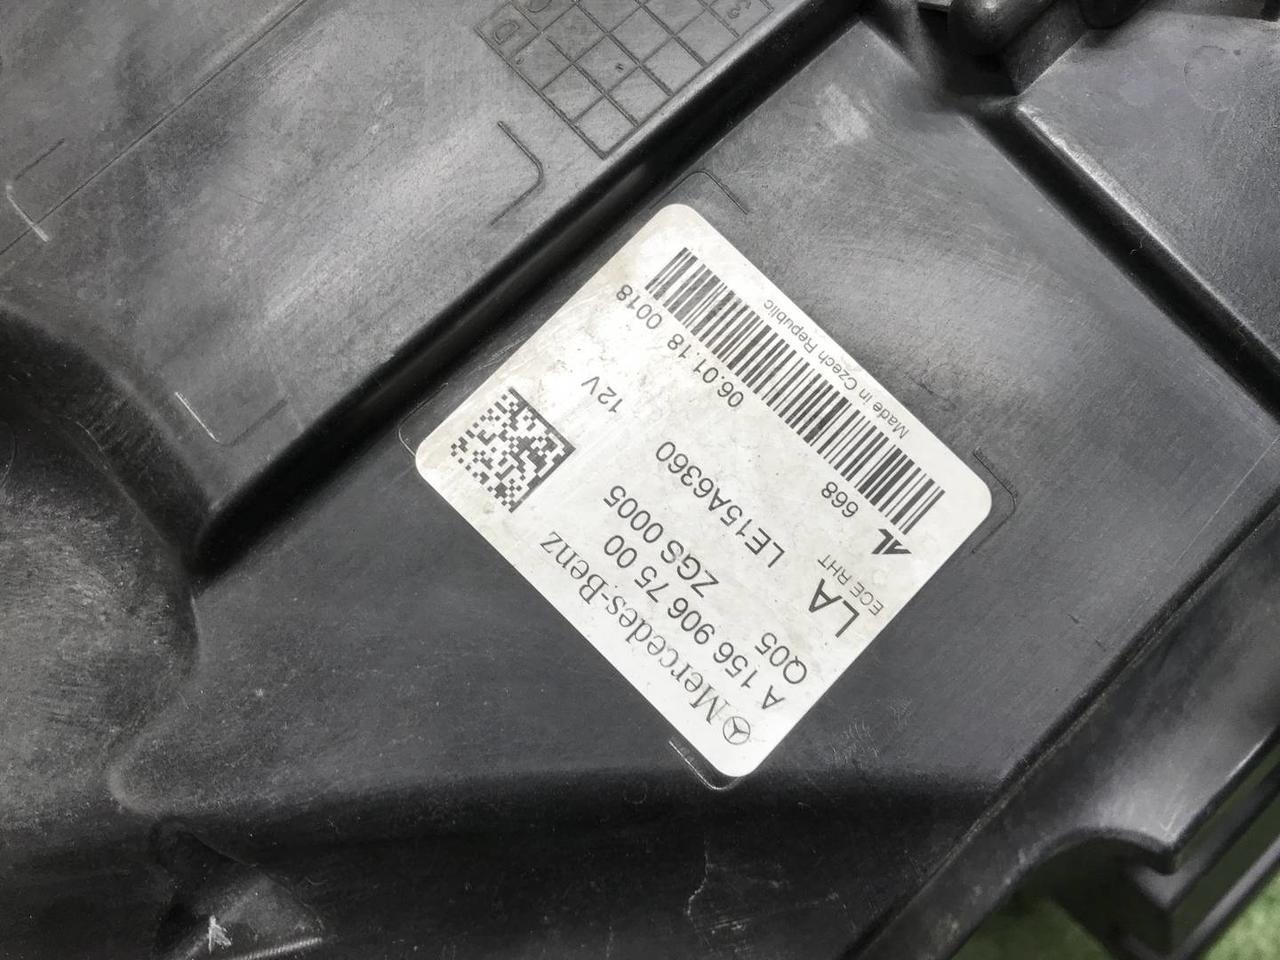 Mercedes-Benz
A 156 906 75 00
Q05 ZGS 0005
LA LE15A6360 12V
ECE RHT
AL 668 06.01.18 0018
Made in Czech Republic
D